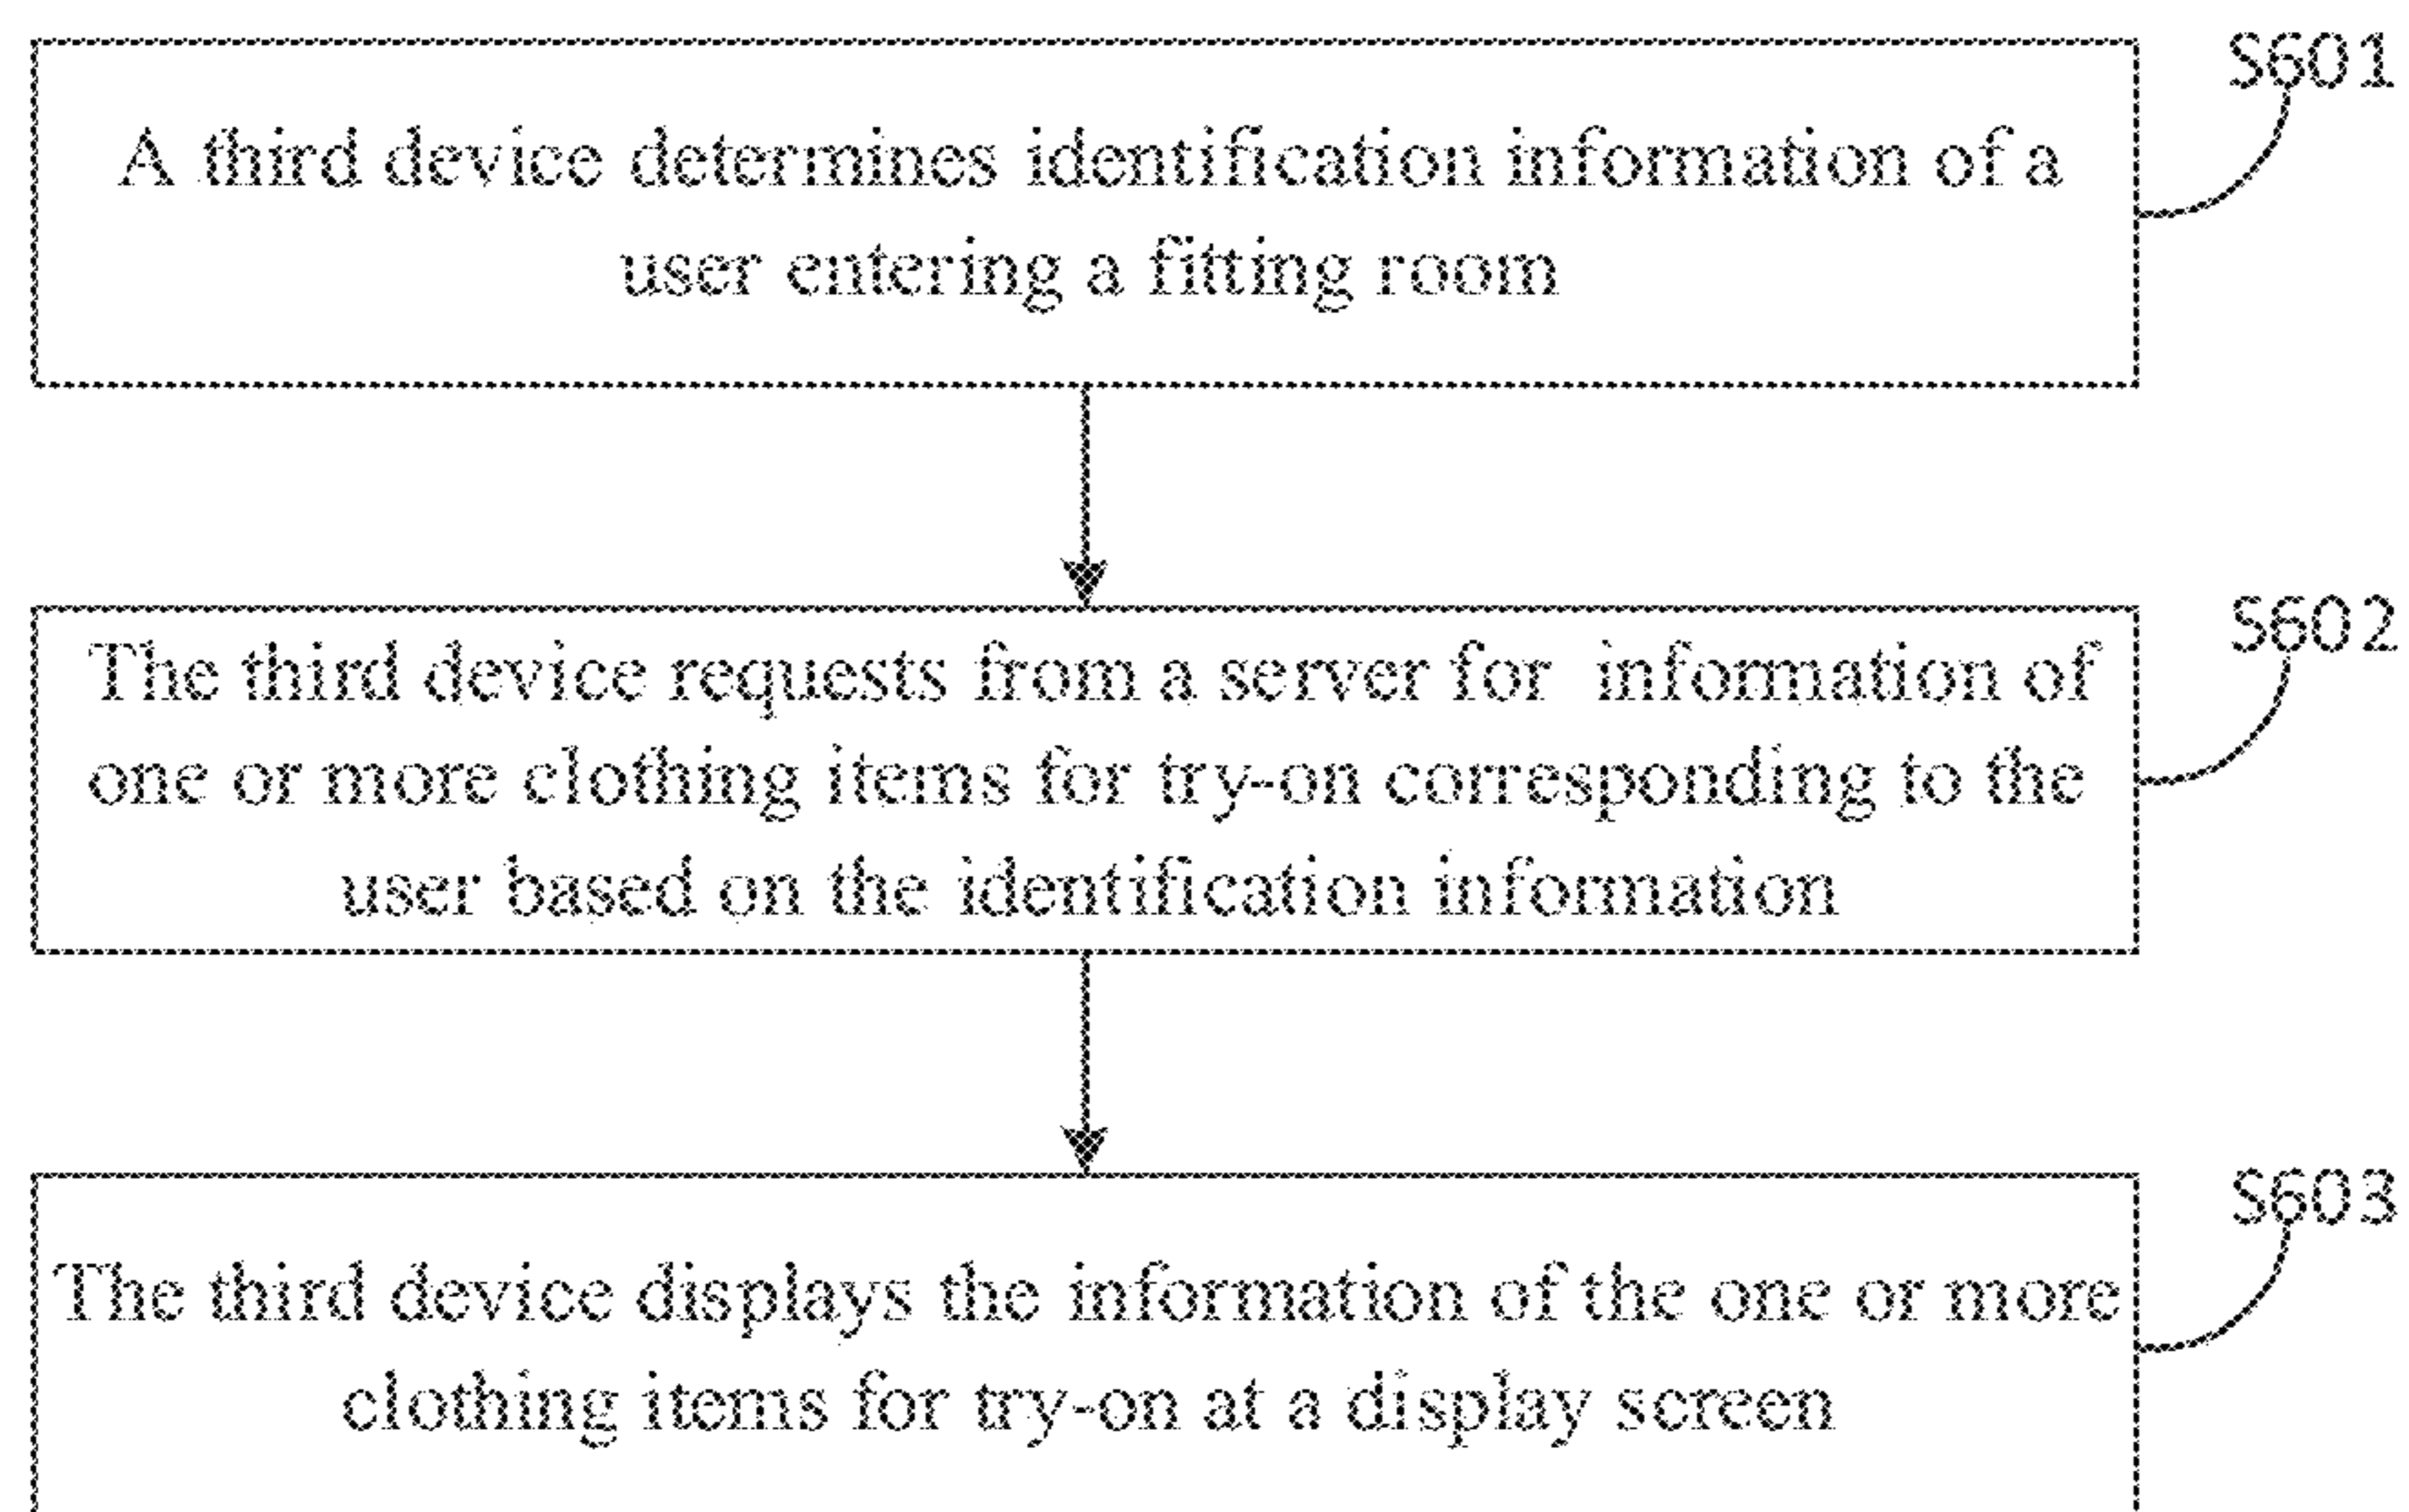 S601
A third device determines identification information of a
user entering a fitting room
S602
The third device requests from a server for information of
one or more clothing items for try-on corresponding to the
user based on the identification information
S603
The third device displays the information of the one or more
clothing items for try-on at a display screen